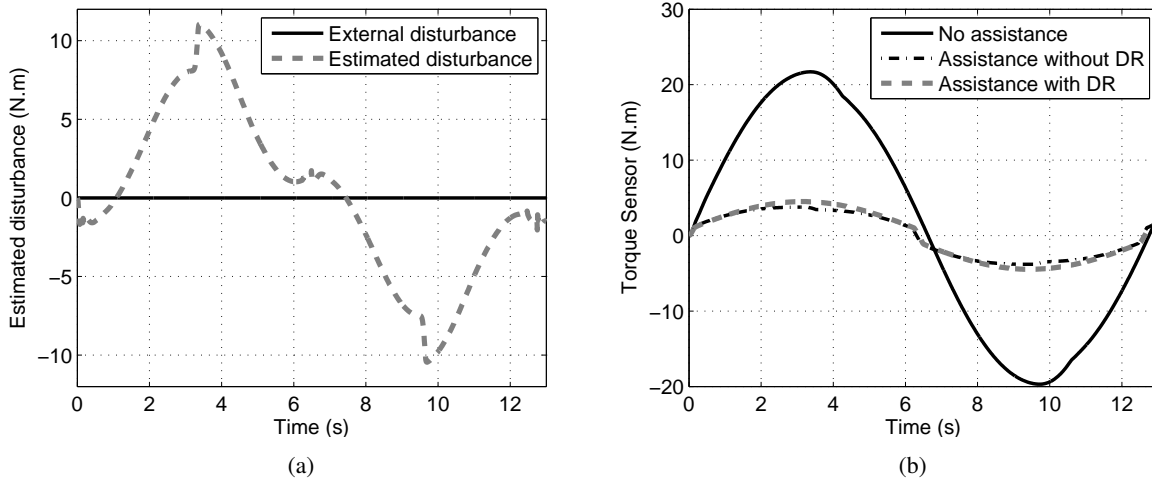 10
5
0
−5
−10
Estimated disturbance (N.m)
External disturbance
Estimated disturbance
0 2 4 6 8 10 12
Time (s)
(a)
30
20
10
0
−10
−20
Torque Sensor (N.m)
No assistance
Assistance without DR
Assistance with DR
0 2 4 6 8 10 12
Time (s)
(b)